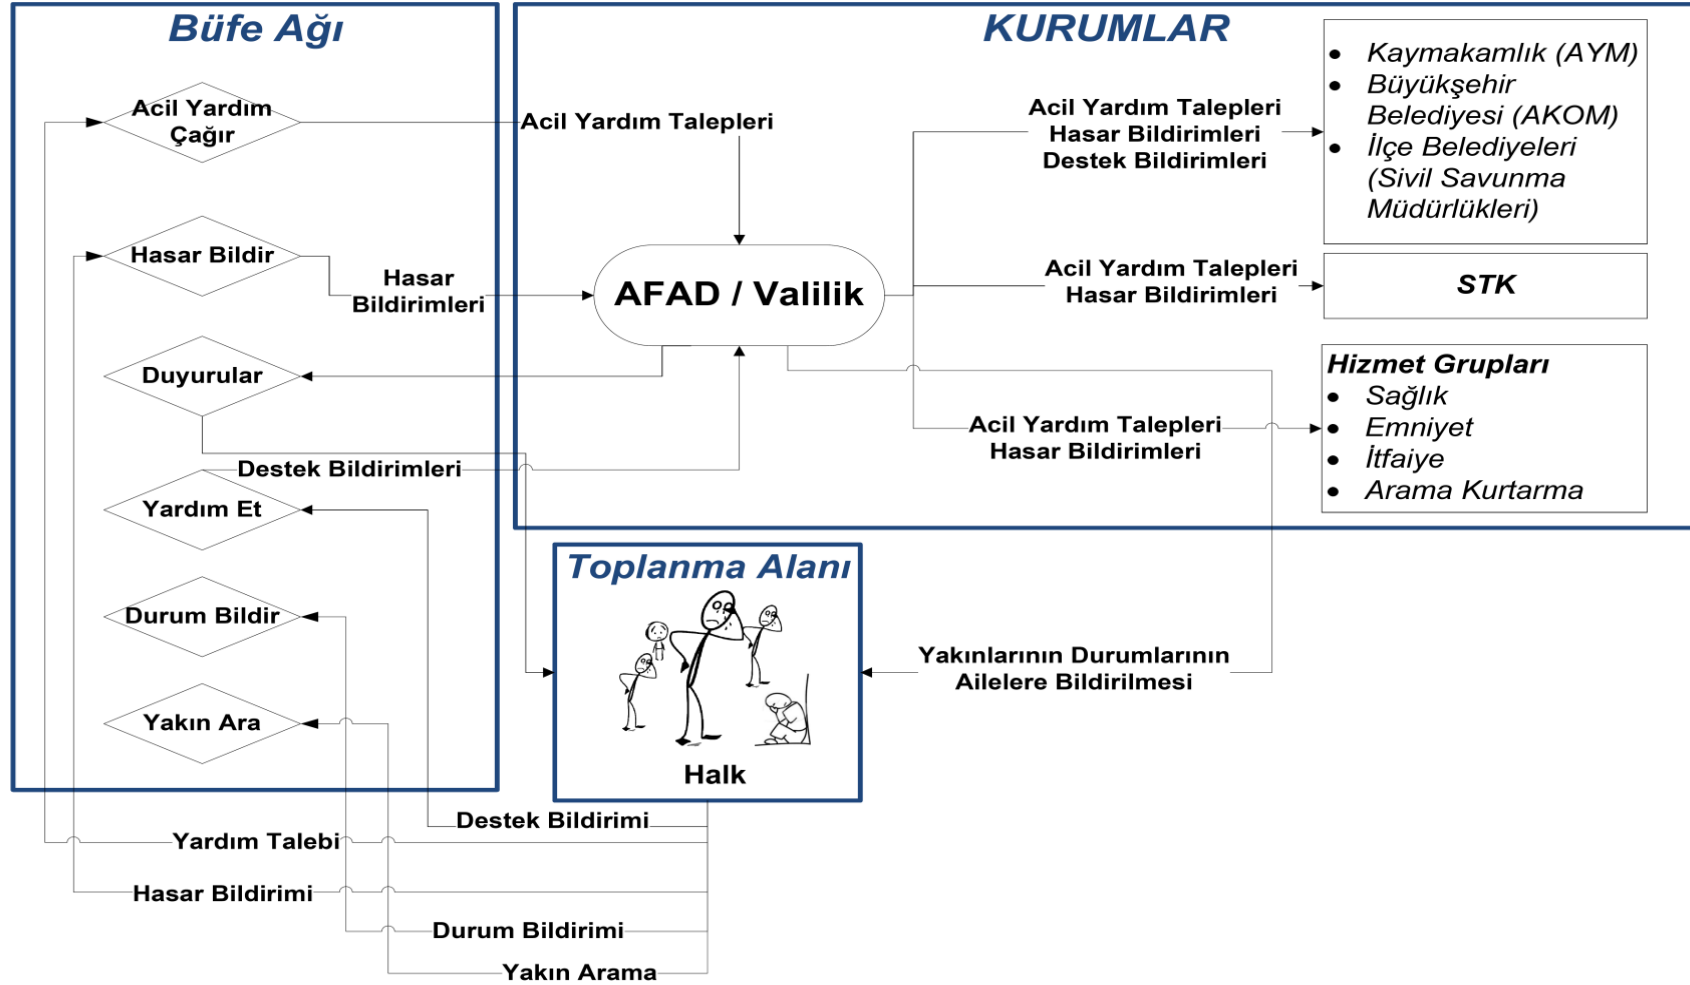 Büfe Ağı
Acil Yardım
Çağır
Hasar Bildir
Duyurular
Yardım Et
Durum Bildir
Yakın Ara
Acil Yardım Talepleri
Hasar
Bildirimleri
Destek Bildirimleri
KURUMLAR
AFAD / Valilik
Acil Yardım Talepleri
Hasar Bildirimleri
Destek Bildirimleri
• Kaymakamlık (AYM)
• Büyükşehir
Belediyesi (AKOM)
• İlçe Belediyeleri
(Sivil Savunma
Müdürlükleri)
Acil Yardım Talepleri
Hasar Bildirimleri
STK
Acil Yardım Talepleri
Hasar Bildirimleri
Hizmet Grupları
• Sağlık
• Emniyet
• İtfaiye
• Arama Kurtarma
Toplanma Alanı
Halk
Yakınlarının Durumlarının
Ailelere Bildirilmesi
Destek Bildirimi
Yardım Talebi
Hasar Bildirimi
Durum Bildirimi
Yakın Arama